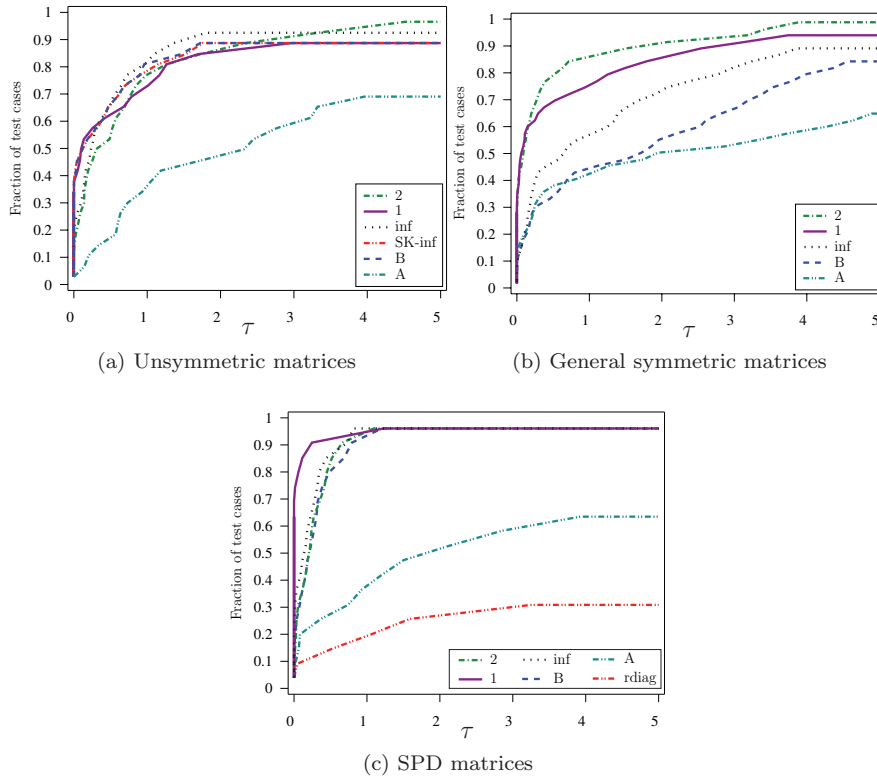 1
0.9
0.8
0.7
0.6
0.5
0.4
0.3
0.2
0.1
0
Fraction of test cases
2
1
inf
SK-inf
B
A
0 1 2 3 4 5
τ
(a) Unsymmetric matrices
1
0.9
0.8
0.7
0.6
0.5
0.4
0.3
0.2
0.1
0
Fraction of test cases
2
1
inf
B
A
0 1 2 3 4 5
τ
(b) General symmetric matrices
1
0.9
0.8
0.7
0.6
0.5
0.4
0.3
0.2
0.1
0
Fraction of test cases
2 inf A
1 B rdiag
0 1 2 3 4 5
τ
(c) SPD matrices